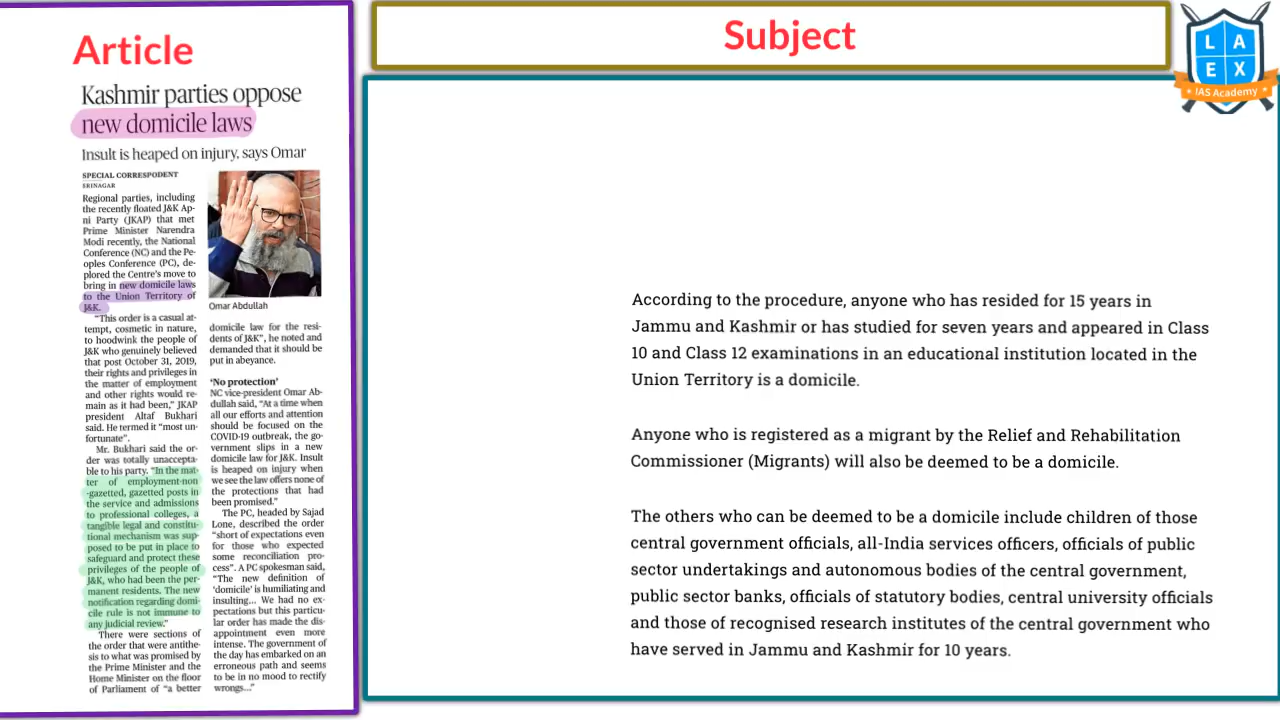 Article
Kashmir parties oppose
new domicile laws
Insult is heaped on injury, says Omar
SPECIAL CORRESPODENT
SRINAGAR
Regional parties, including
the recently floated J&K Ap-
ni Party (JKAP) that met
Prime Minister Narendra
Modi recently, the National
Conference (NC) and the Pe-
oples Conference (PC), de-
plored the Centre's move to
bring in new domicile laws
to the Union Territory of
J&K.
"This order is a casual at-
tempt, cosmetic in nature,
to hoodwink the people of
J&K who genuinely believed
that post October 31, 2019,
their rights and privileges in
the matter of employment
and other rights would re-
main as it had been," JKAP
president Altaf Bukhari
said. He termed it "most un-
fortunate".
Mr. Bukhari said the or-
der was totally unaccepta-
ble to his party. "In the mat-
ter of employment-non
-gazetted, gazetted posts in
the service and admissions
to professional colleges, a
tangible legal and constitu-
tional mechanism was sup-
posed to be put in place to
safeguard and protect these
privileges of the people of
J&K, who had been the per-
manent residents. The new
notification regarding domi-
cile rule is not immune to
any judicial review."
There were sections of
the order that were antithe-
sis to what was promised by
the Prime Minister and the
Home Minister on the floor
of Parliament of "a better
Omar Abdullah
domicile law for the resi-
dents of J&K", he noted and
demanded that it should be
put in abeyance.
'No protection'
NC vice-president Omar Ab-
dullah said, "At a time when
all our efforts and attention
should be focused on the
COVID-19 outbreak, the go-
vernment slips in a new
domicile law for J&K. Insult
is heaped on injury when
we see the law offers none of
the protections that had
been promised."
The PC, headed by Sajad
Lone, described the order
"short of expectations even
for those who expected
some reconciliation pro-
cess". A PC spokesman said,
"The new definition of
'domicile' is humiliating and
insulting... We had no ex-
pectations but this particu-
lar order has made the dis-
appointment even more
intense. The government of
the day has embarked on an
erroneous path and seems
to be in no mood to rectify
wrongs..."
Subject
According to the procedure, anyone who has resided for 15 years in
Jammu and Kashmir or has studied for seven years and appeared in Class
10 and Class 12 examinations in an educational institution located in the
Union Territory is a domicile.
Anyone who is registered as a migrant by the Relief and Rehabilitation
Commissioner (Migrants) will also be deemed to be a domicile.
The others who can be deemed to be a domicile include children of those
central government officials, all-India services officers, officials of public
sector undertakings and autonomous bodies of the central government,
public sector banks, officials of statutory bodies, central university officials
and those of recognised research institutes of the central government who
have served in Jammu and Kashmir for 10 years.
L A
E X
IAS Academy